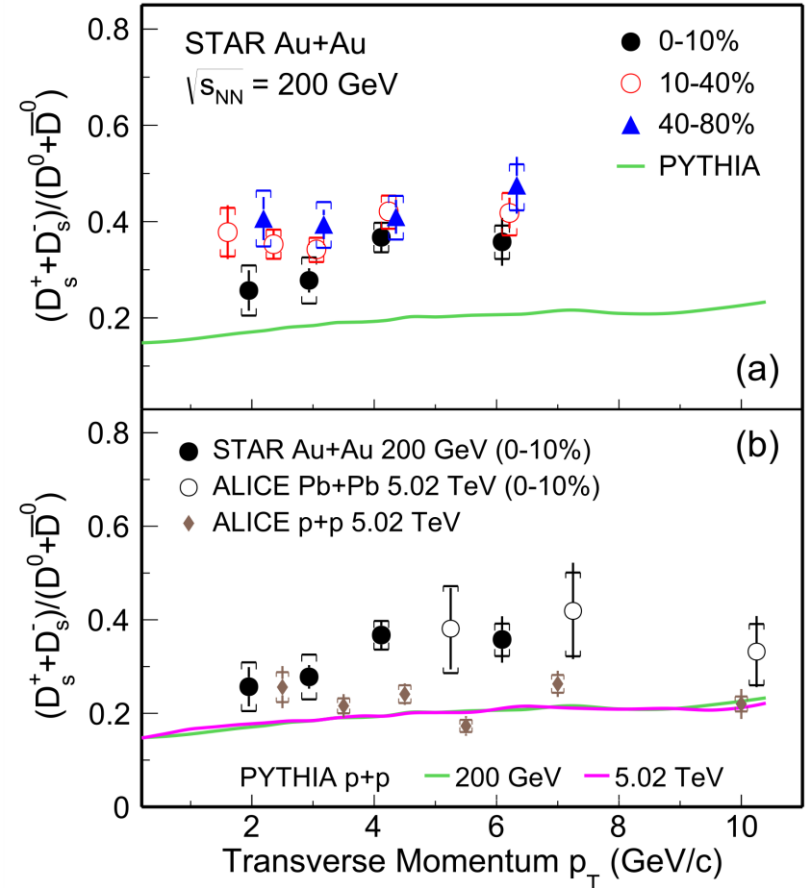 0.8
0.6
0.4
0.2
(D_s^+ + D_s^-)/(D^0 + D̅^0)
STAR Au+Au
√s_NN = 200 GeV
0-10%
10-40%
40-80%
PYTHIA
(a)
0.8
0.6
0.4
0.2
0
(D_s^+ + D_s^-)/(D^0 + D̅^0)
(b)
STAR Au+Au 200 GeV (0-10%)
ALICE Pb+Pb 5.02 TeV (0-10%)
ALICE p+p 5.02 TeV
PYTHIA p+p 200 GeV 5.02 TeV
2 4 6 8 10
Transverse Momentum p_T (GeV/c)